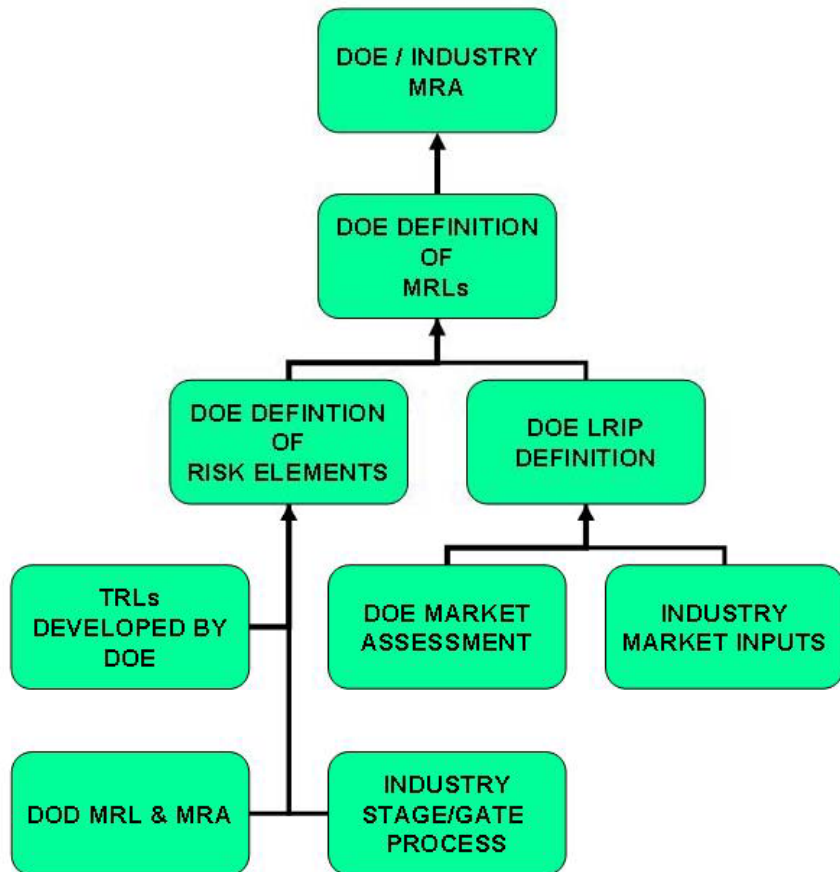 DOE / INDUSTRY
MRA
DOE DEFINITION
OF
MRLs
DOE DEFINTION
OF
RISK ELEMENTS
DOE LRIP
DEFINITION
TRLs
DEVELOPED BY
DOE
DOE MARKET
ASSESSMENT
INDUSTRY
MARKET INPUTS
DOD MRL & MRA
INDUSTRY
STAGE/GATE
PROCESS